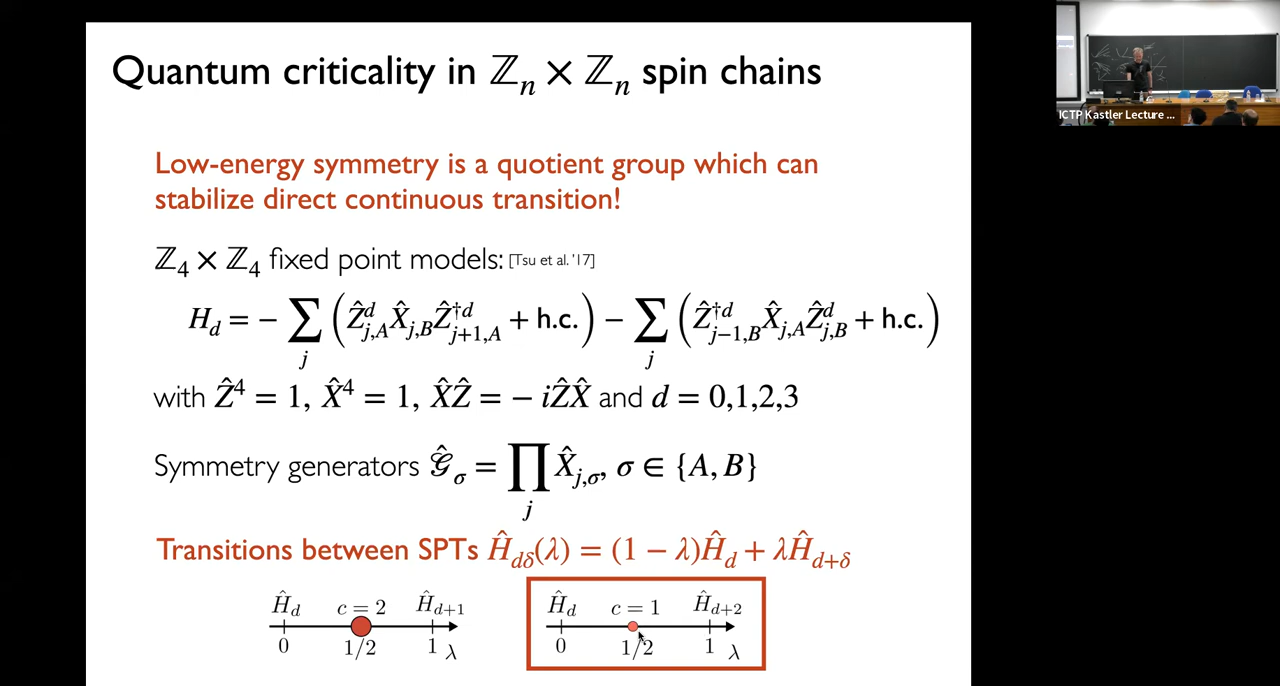 Quantum criticality in ℤₙ × ℤₙ spin chains
ICTP Kastler Lecture ...
Low-energy symmetry is a quotient group which can
stabilize direct continuous transition!
ℤ₄ × ℤ₄ fixed point models: [Tsu et al. '17]
H_d = − ∑_j (Ẑ^d_{j,A} X̂_{j,B} Ẑ^{†d}_{j+1,A} + h.c.) − ∑_j (Ẑ^{†d}_{j−1,B} X̂_{j,A} Ẑ^d_{j,B} + h.c.)
with Ẑ⁴ = 1, X̂⁴ = 1, X̂Ẑ = − iẐX̂ and d = 0,1,2,3
Symmetry generators 𝒢̂_σ = ∏_j X̂_{j,σ}, σ ∈ {A, B}
Transitions between SPTs Ĥ_{dδ}(λ) = (1 − λ)Ĥ_d + λĤ_{d+δ}
Ĥ_d c = 2 Ĥ_{d+1}
0 1/2 1 λ
Ĥ_d c = 1 Ĥ_{d+2}
0 1/2 1 λ